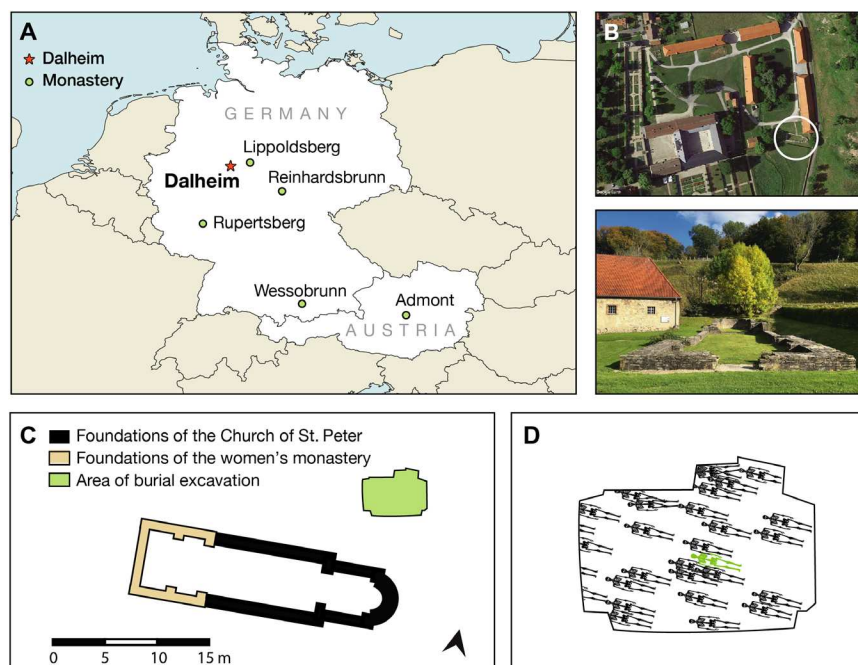 A
Dalheim
Monastery
GERMANY
Lippoldsberg
Dalheim
Reinhardsbrunn
Rupertsberg
Wessobrunn
Admont
AUSTRIA
B
C
Foundations of the Church of St. Peter
Foundations of the women's monastery
Area of burial excavation
0 5 10 15 m
D